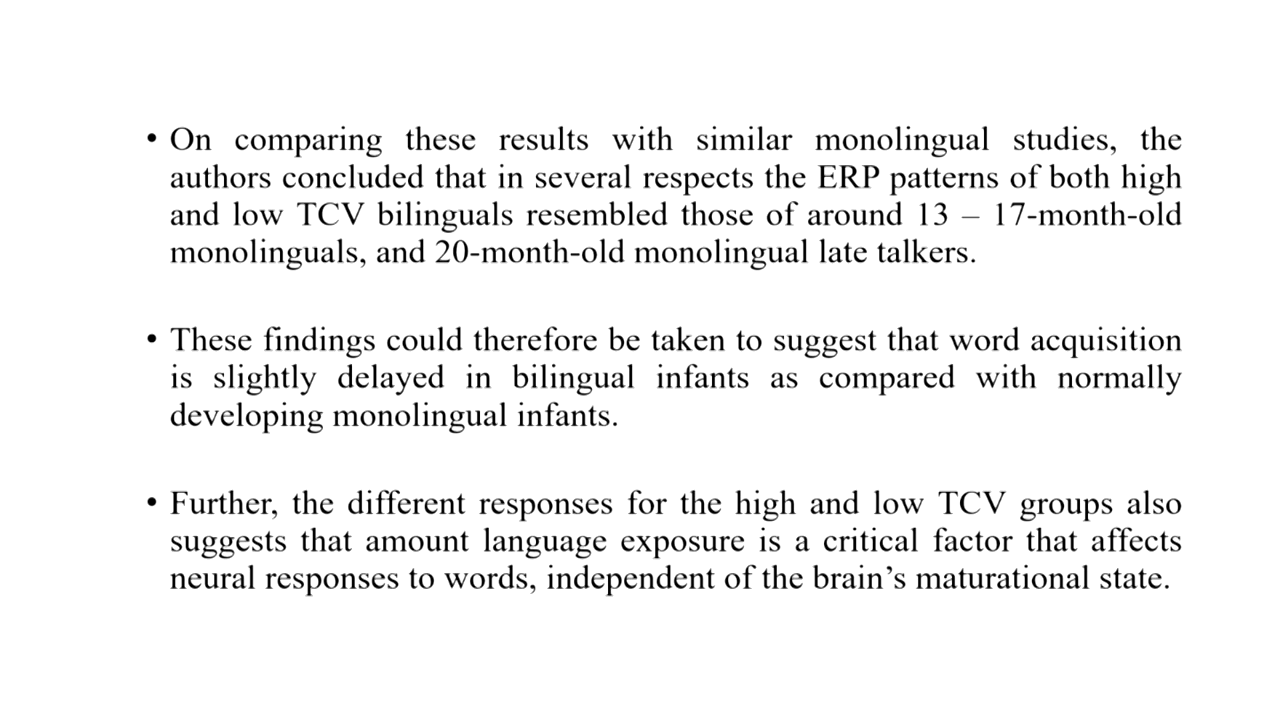 • On comparing these results with similar monolingual studies, the
authors concluded that in several respects the ERP patterns of both high
and low TCV bilinguals resembled those of around 13 – 17-month-old
monolinguals, and 20-month-old monolingual late talkers.
• These findings could therefore be taken to suggest that word acquisition
is slightly delayed in bilingual infants as compared with normally
developing monolingual infants.
• Further, the different responses for the high and low TCV groups also
suggests that amount language exposure is a critical factor that affects
neural responses to words, independent of the brain’s maturational state.